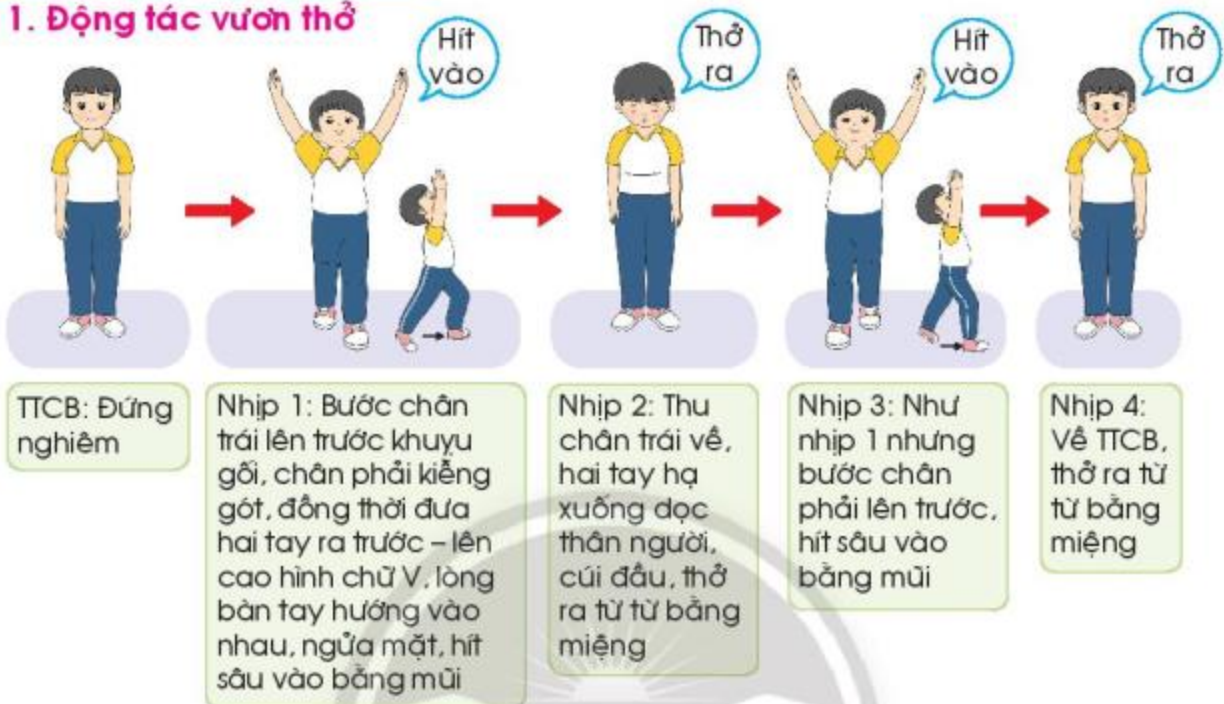 1. Động tác vươn thở
Hít
vào
Thở
ra
Hít
vào
Thở
ra
TTCB: Đứng
nghiêm
Nhịp 1: Bước chân
trái lên trước khuỵu
gối, chân phải kiễng
gót, đồng thời đưa
hai tay ra trước – lên
cao hình chữ V, lòng
bàn tay hướng vào
nhau, ngửa mặt, hít
sâu vào bằng mũi
Nhịp 2: Thu
chân trái về,
hai tay hạ
xuống dọc
thân người,
cúi đầu, thở
ra từ từ bằng
miệng
Nhịp 3: Như
nhịp 1 nhưng
bước chân
phải lên trước,
hít sâu vào
bằng mũi
Nhịp 4:
Về TTCB,
thở ra từ
từ bằng
miệng